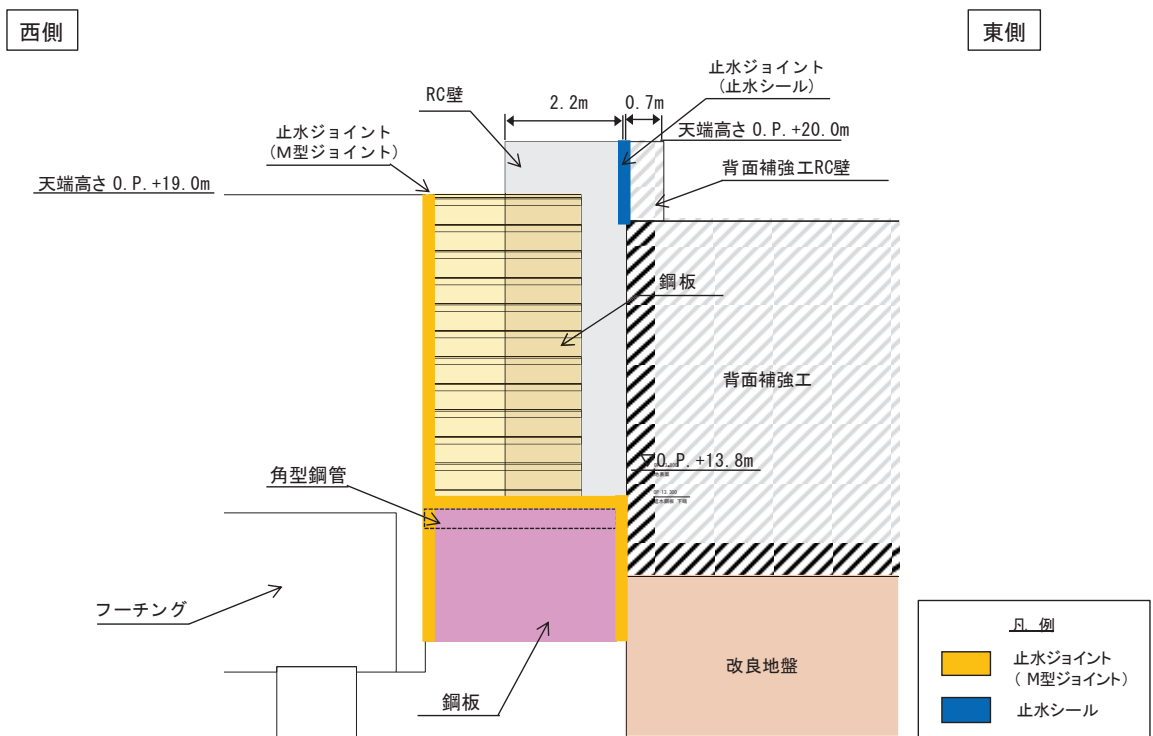 西側
東側
止水ジョイント
(止水シール)
RC壁
2.2m
0.7m
天端高さ O.P.+20.0m
止水ジョイント
(M型ジョイント)
背面補強工RC壁
天端高さ O.P.+19.0m
鋼板
背面補強工
▽O.P.+13.8m
角型鋼管
フーチング
改良地盤
鋼板
凡 例
止水ジョイント
( M型ジョイント)
止水シール